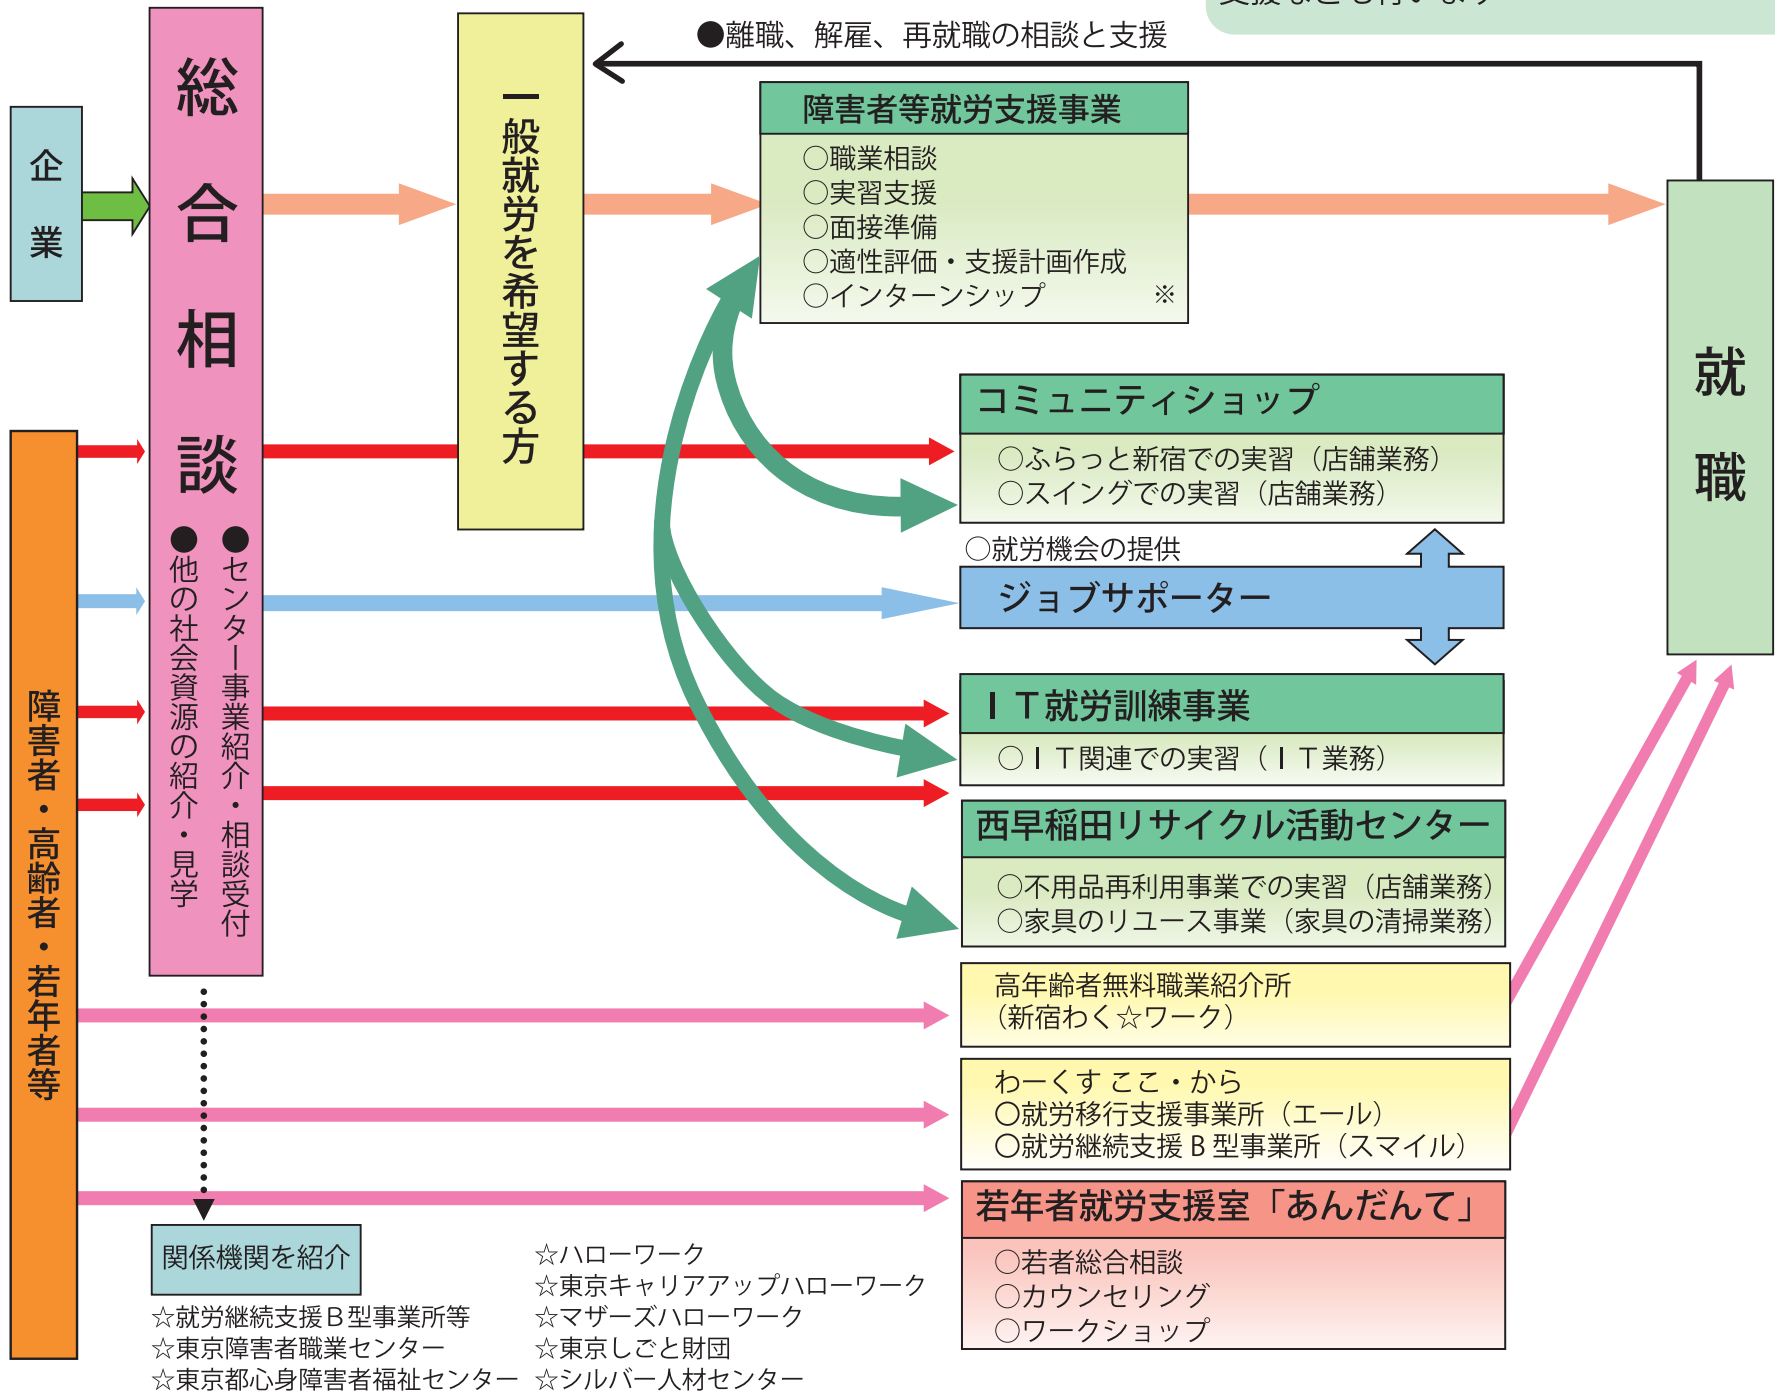 ●離職、解雇、再就職の相談と支援
企業
総合相談
●センター事業紹介・相談受付
●他の社会資源の紹介・見学
一般就労を希望する方
障害者等就労支援事業
○職業相談
○実習支援
○面接準備
○適性評価・支援計画作成
○インターンシップ ※
就職
コミュニティショップ
○ふらっと新宿での実習（店舗業務）
○スイングでの実習（店舗業務）
○就労機会の提供
ジョブサポーター
ＩＴ就労訓練事業
○ＩＴ関連での実習（ＩＴ業務）
西早稲田リサイクル活動センター
○不用品再利用事業での実習（店舗業務）
○家具のリユース事業（家具の清掃業務）
障害者・高齢者・若年者等
高年齢者無料職業紹介所
（新宿わく☆ワーク）
わーくす ここ・から
○就労移行支援事業所（エール）
○就労継続支援Ｂ型事業所（スマイル）
若年者就労支援室「あんだんて」
○若者総合相談
○カウンセリング
○ワークショップ
関係機関を紹介
☆就労継続支援Ｂ型事業所等
☆東京障害者職業センター
☆東京都心身障害者福祉センター
☆ハローワーク
☆東京キャリアアップハローワーク
☆マザーズハローワーク
☆東京しごと財団
☆シルバー人材センター